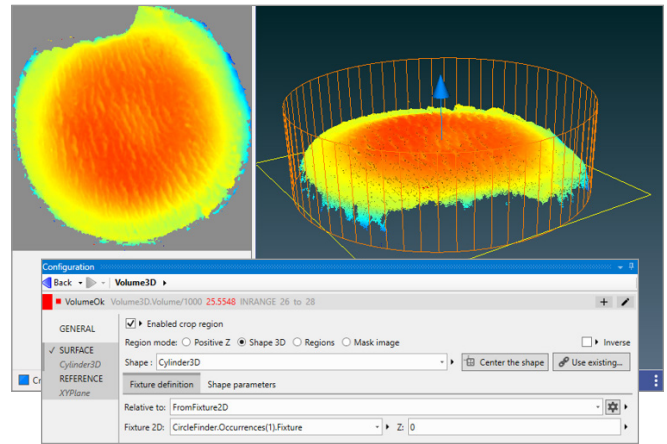 Configuration
Back Volume3D
VolumeOk Volume3D.Volume/1000 25.5548 INRANGE 26 to 28
GENERAL
SURFACE
Cylinder3D
REFERENCE
XYPlane
Enabled crop region
Region mode: Positive Z Shape 3D Regions Mask image Inverse
Shape : Cylinder3D Center the shape Use existing...
Fixture definition Shape parameters
Relative to: FromFixture2D
Fixture 2D: CircleFinder.Occurrences(1).Fixture Z: 0